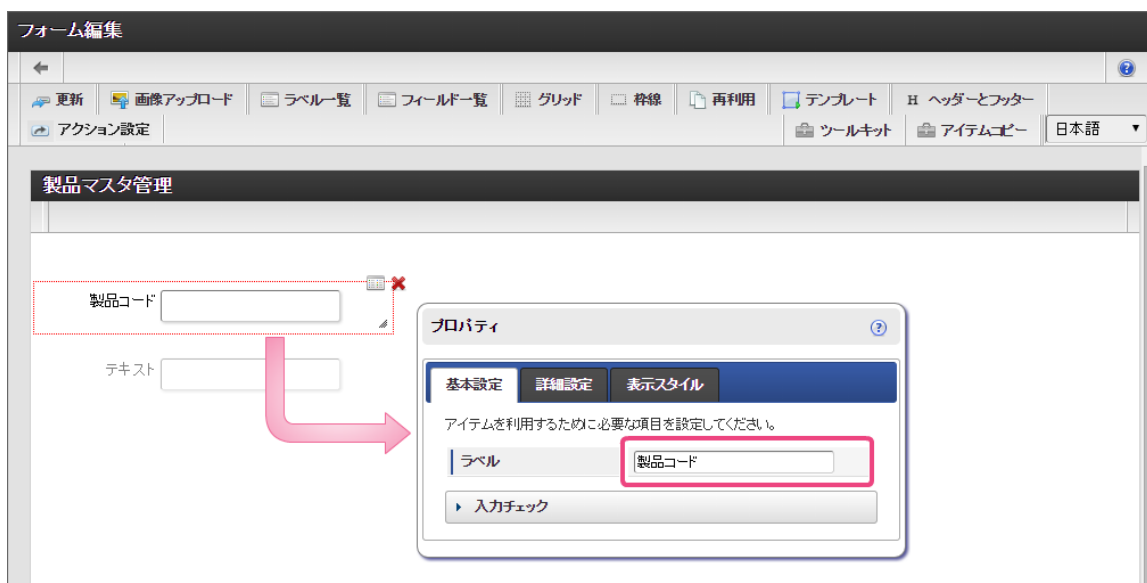 フォーム編集
更新 画像アップロード ラベル一覧 フィールド一覧 グリッド 枠線 再利用 テンプレート H ヘッダーとフッター
アクション設定 ツールキット アイテムコピー 日本語
製品マスタ管理
製品コード
テキスト
プロパティ
基本設定 詳細設定 表示スタイル
アイテムを利用するために必要な項目を設定してください。
ラベル 製品コード
入力チェック